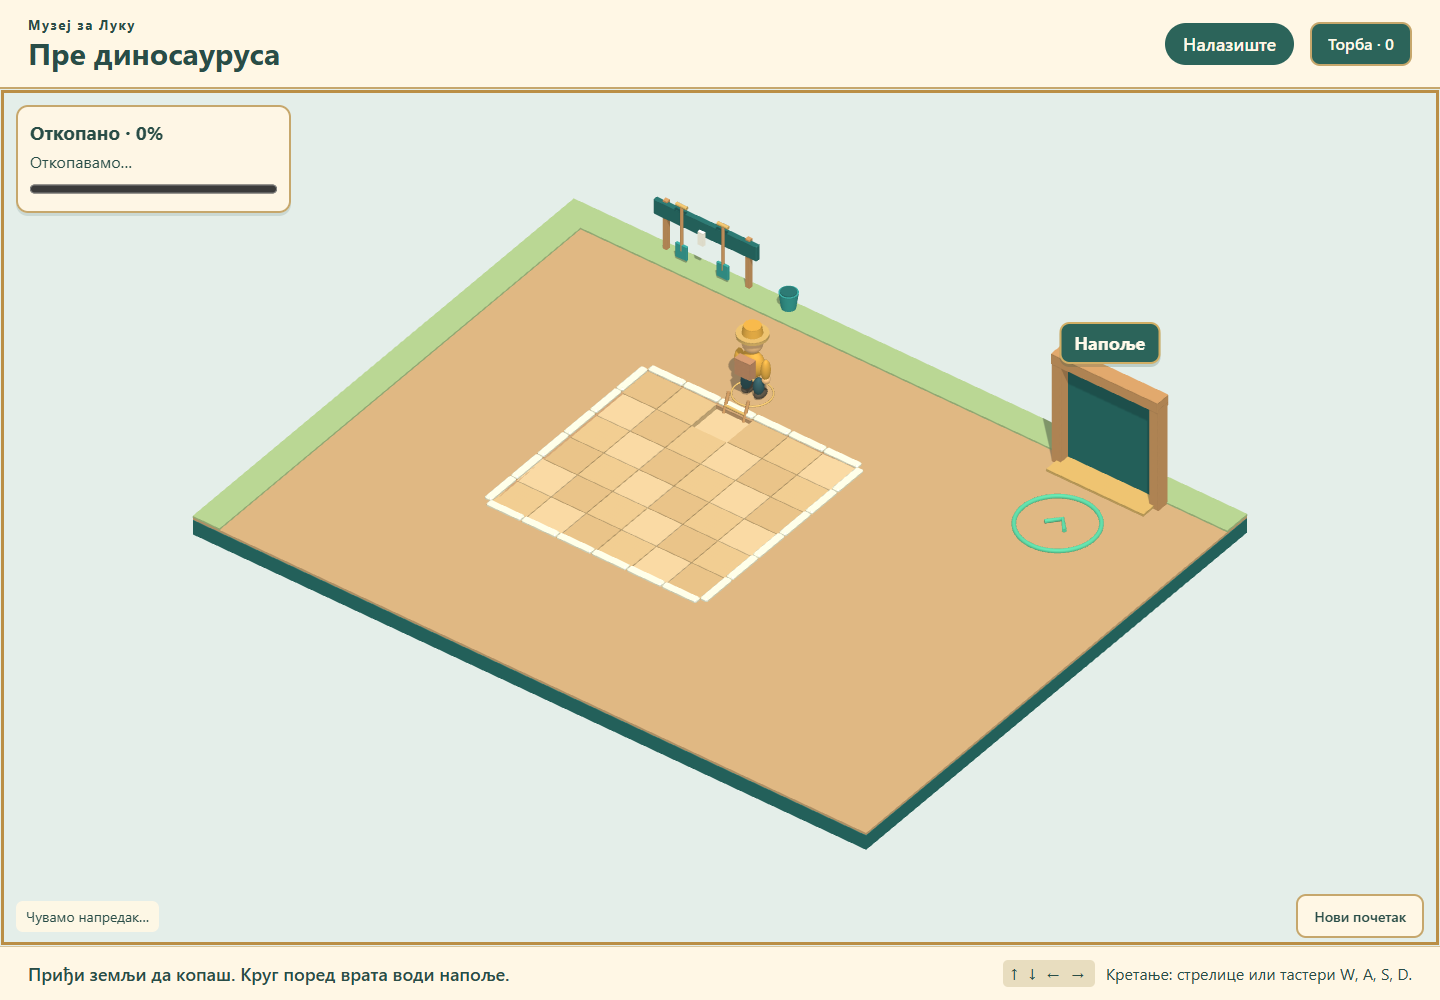 Музеј за Луку
Пре диносауруса
Налазиште
Торба · 0
Откопано · 0%
Откопавамо...
Напоље
Чувамо напредак...
Нови почетак
Приђи земљи да копаш. Круг поред врата води напоље.
↑ ↓ ← → Кретање: стрелице или тастери W, A, S, D.